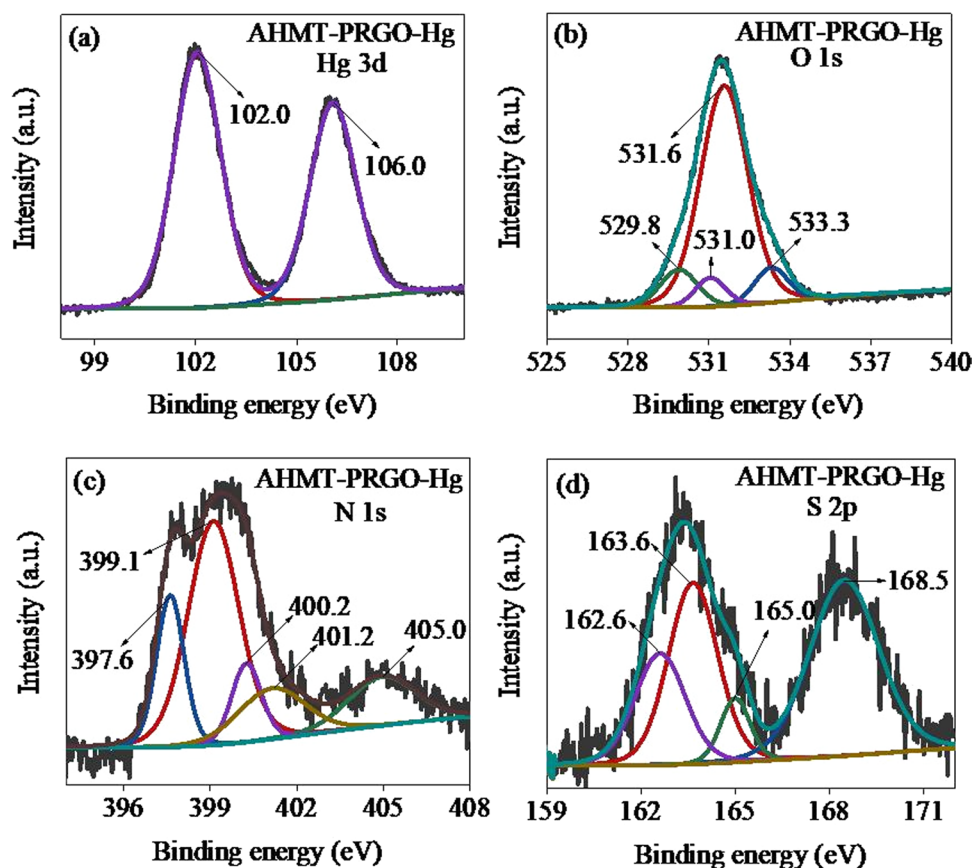 (a)
AHMT-PRGO-Hg
Hg 3d
102.0
106.0
Intensity (a.u.)
99
102
105
108
Binding energy (eV)
(b)
AHMT-PRGO-Hg
O 1s
531.6
529.8
531.0
533.3
Intensity (a.u.)
525
528
531
534
537
540
Binding energy (eV)
(c)
AHMT-PRGO-Hg
N 1s
399.1
400.2
401.2
405.0
397.6
Intensity (a.u.)
396
399
402
405
408
Binding energy (eV)
(d)
AHMT-PRGO-Hg
S 2p
163.6
165.0
168.5
162.6
Intensity (a.u.)
159
162
165
168
171
Binding energy (eV)